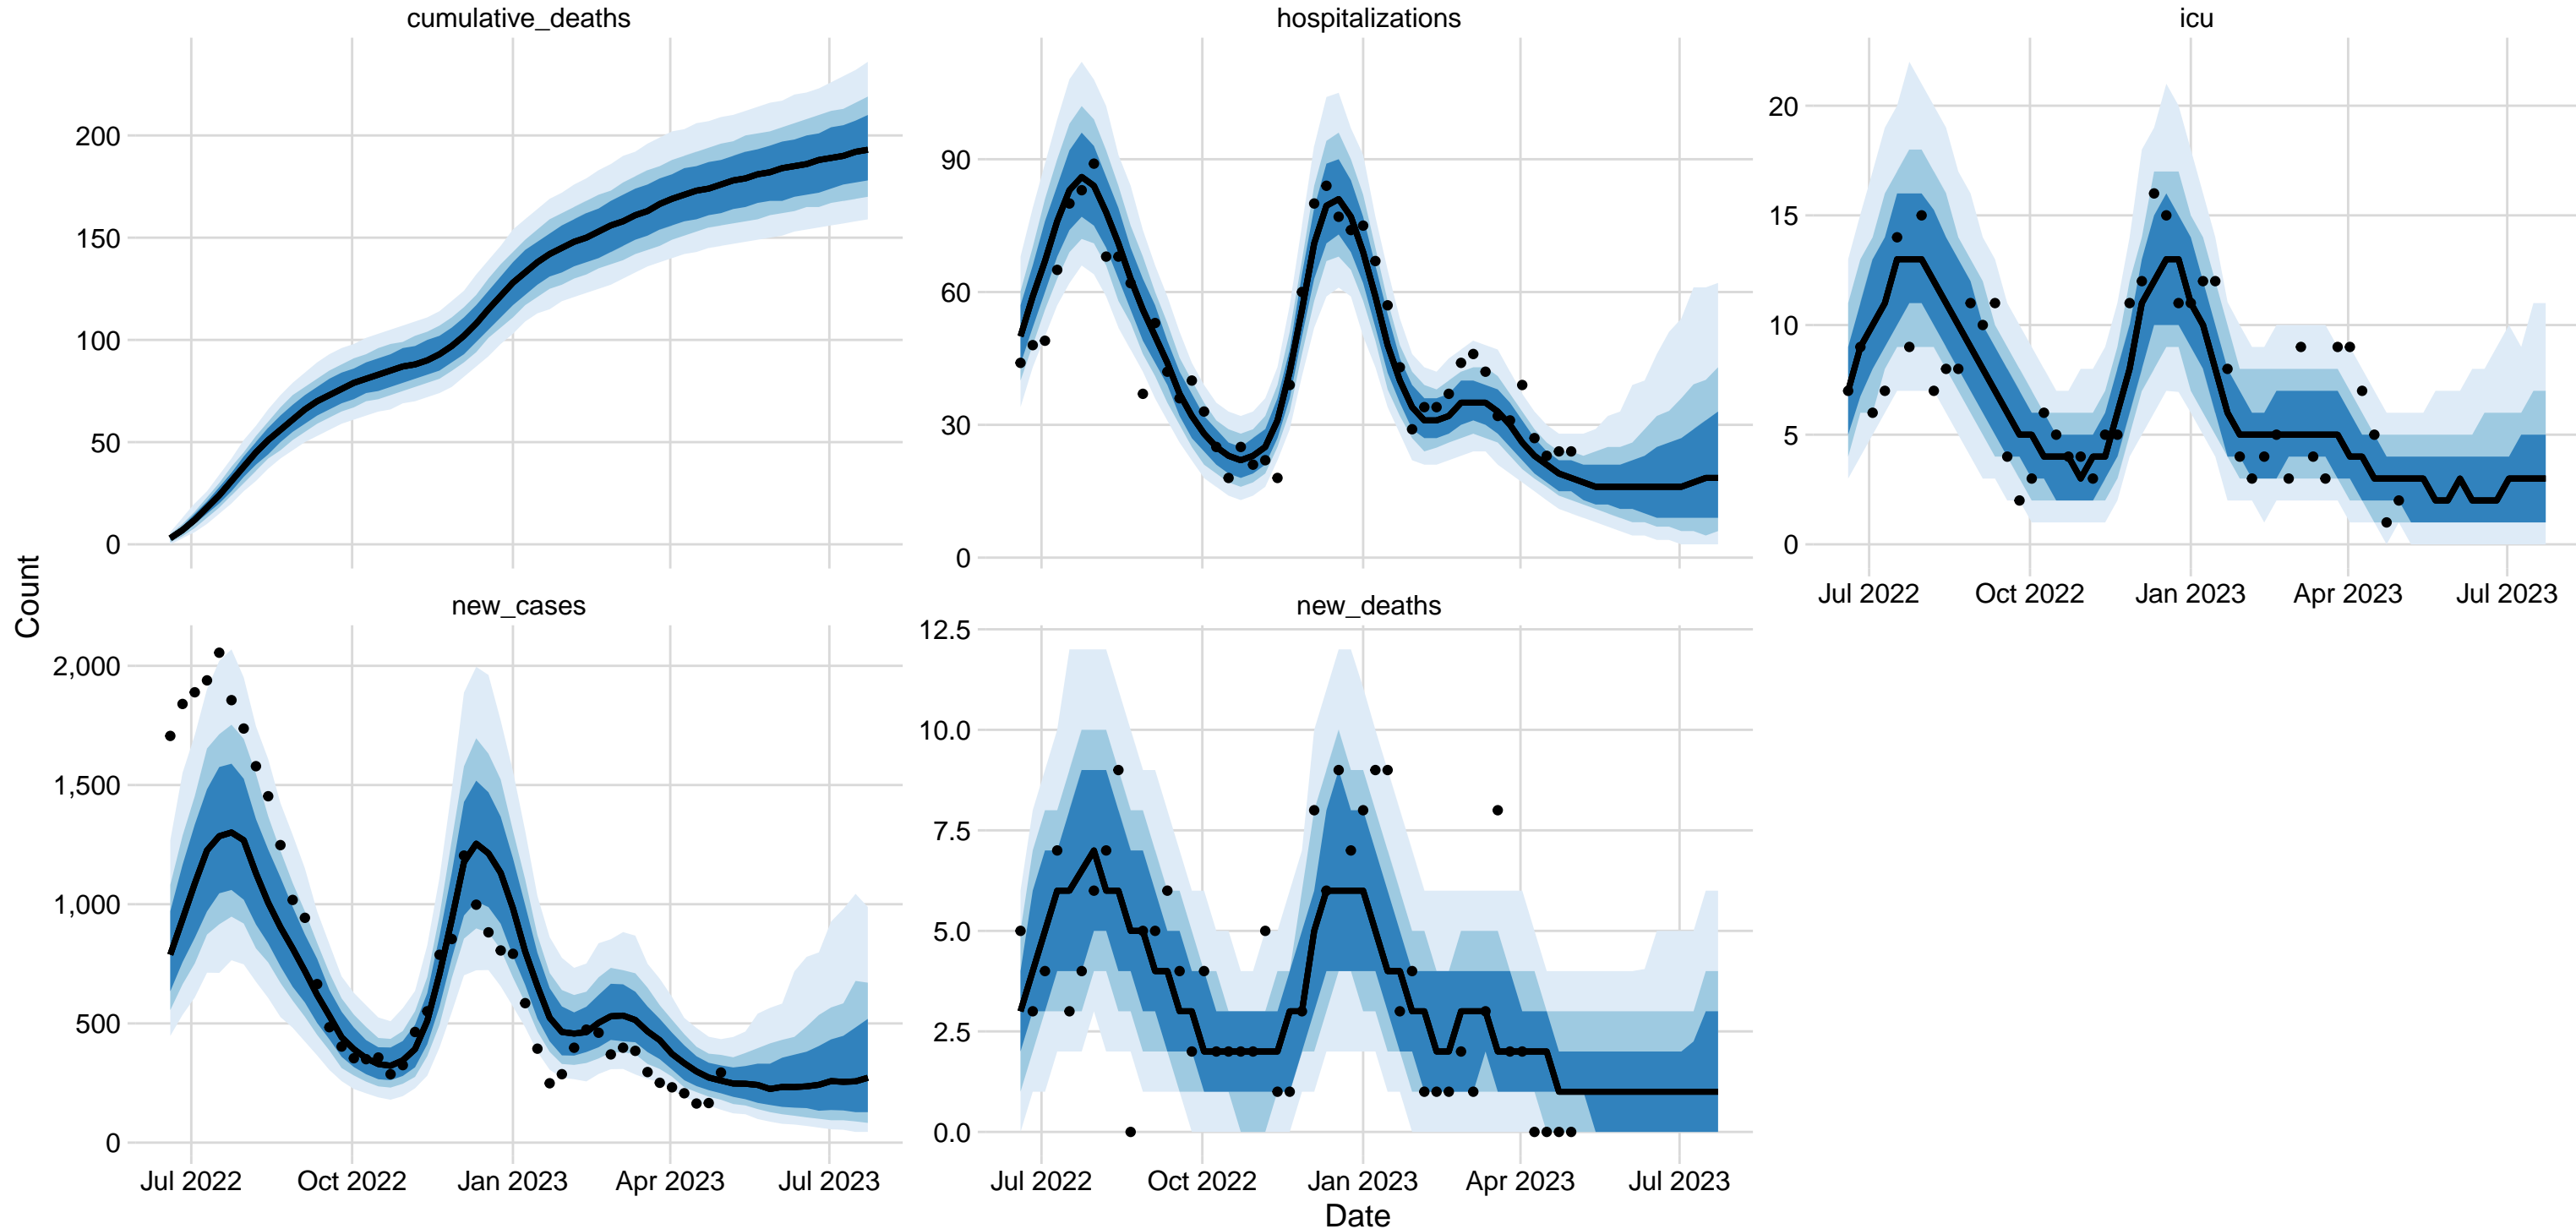 cumulative_deaths
hospitalizations
icu
200
150
100
50
0
90
60
30
0
20
15
10
5
0
Jul 2022
Oct 2022
Jan 2023
Apr 2023
Jul 2023
Count
new_cases
new_deaths
2,000
1,500
1,000
500
0
12.5
10.0
7.5
5.0
2.5
0.0
Jul 2022
Oct 2022
Jan 2023
Apr 2023
Jul 2023
Jul 2022
Oct 2022
Jan 2023
Apr 2023
Jul 2023
Date